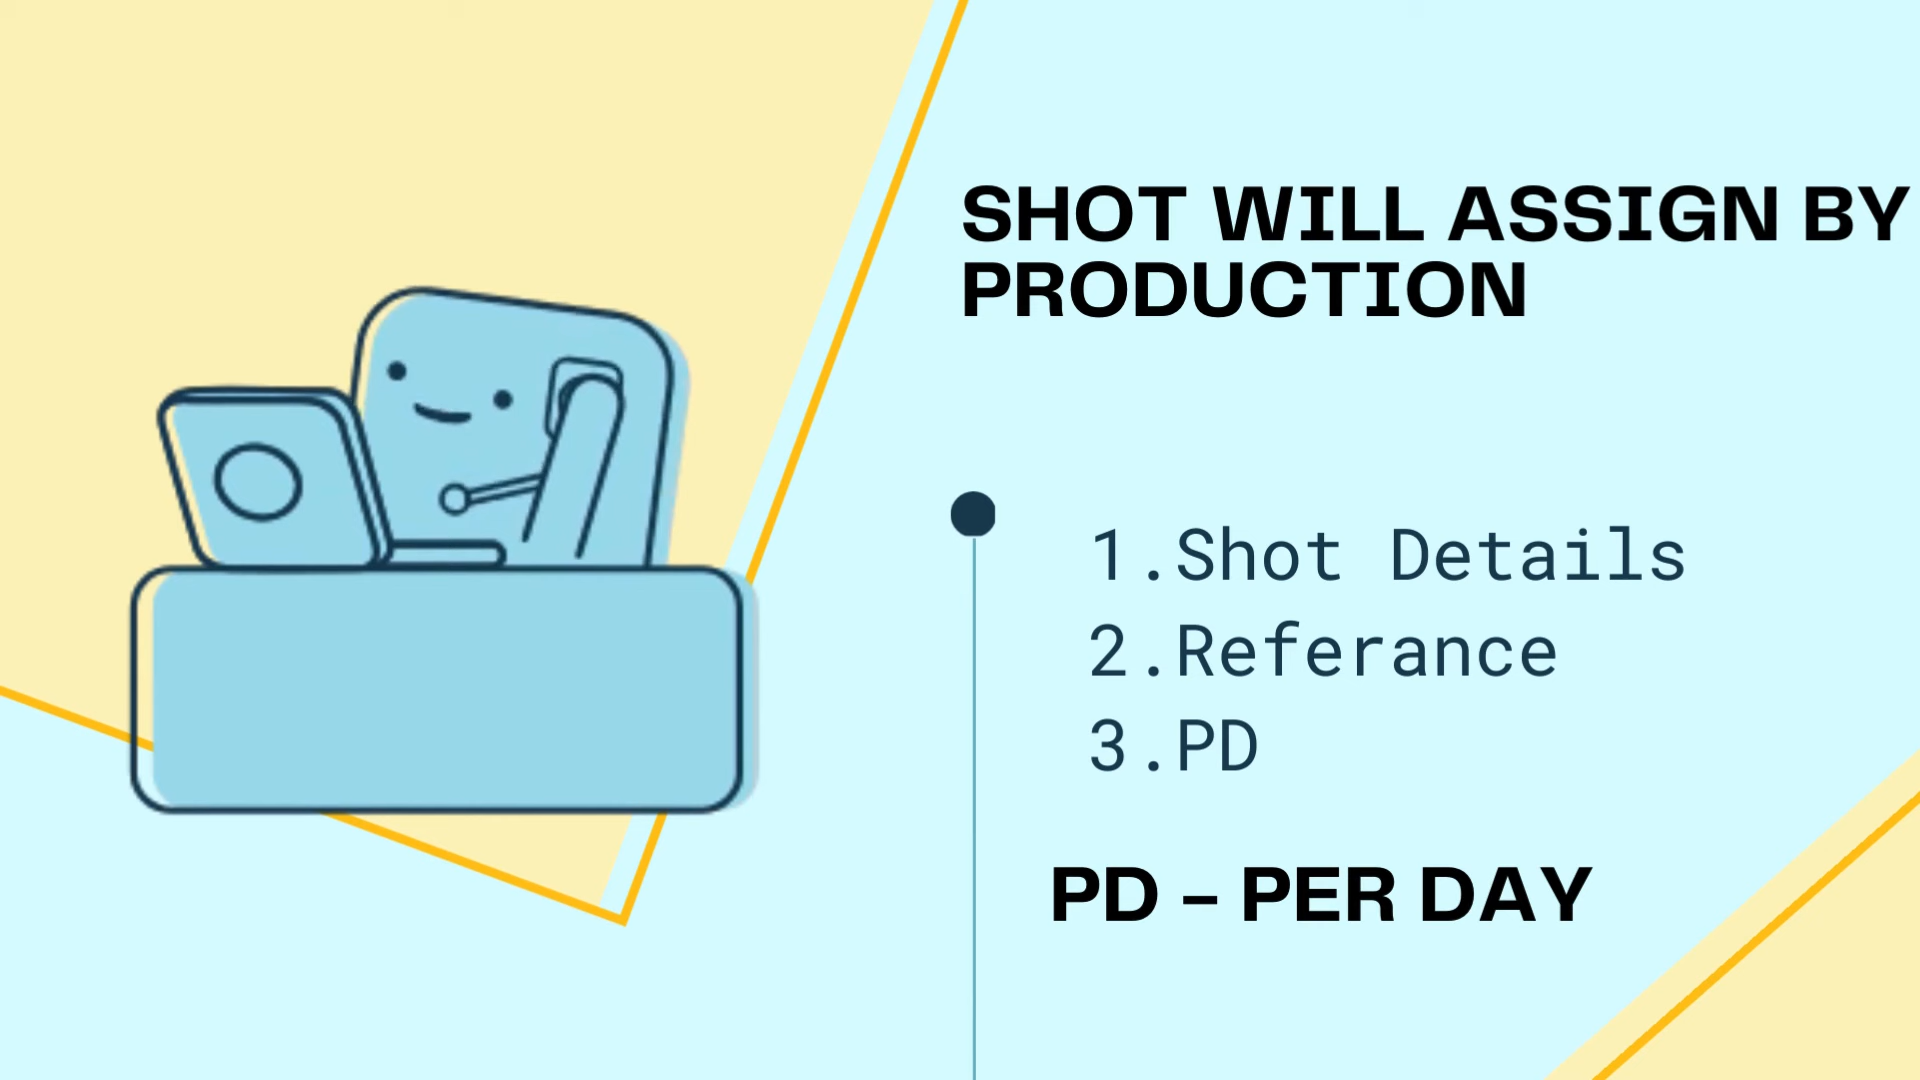 SHOT WILL ASSIGN BY
PRODUCTION
1.Shot Details
2.Referance
3.PD
PD – PER DAY